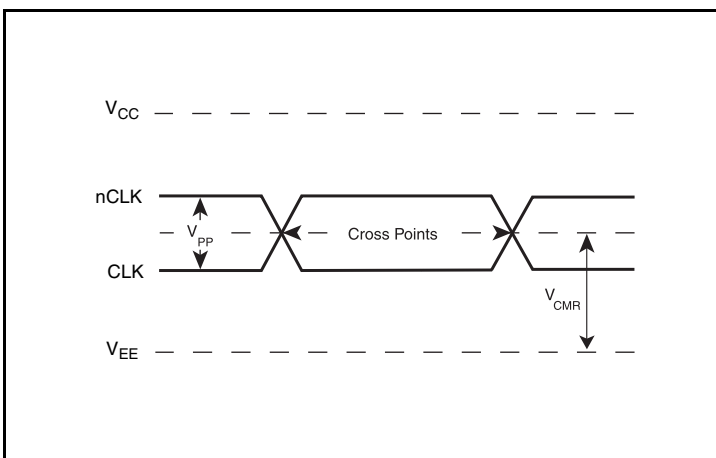 VCC
nCLK
VPP
Cross Points
CLK
VCMR
VEE